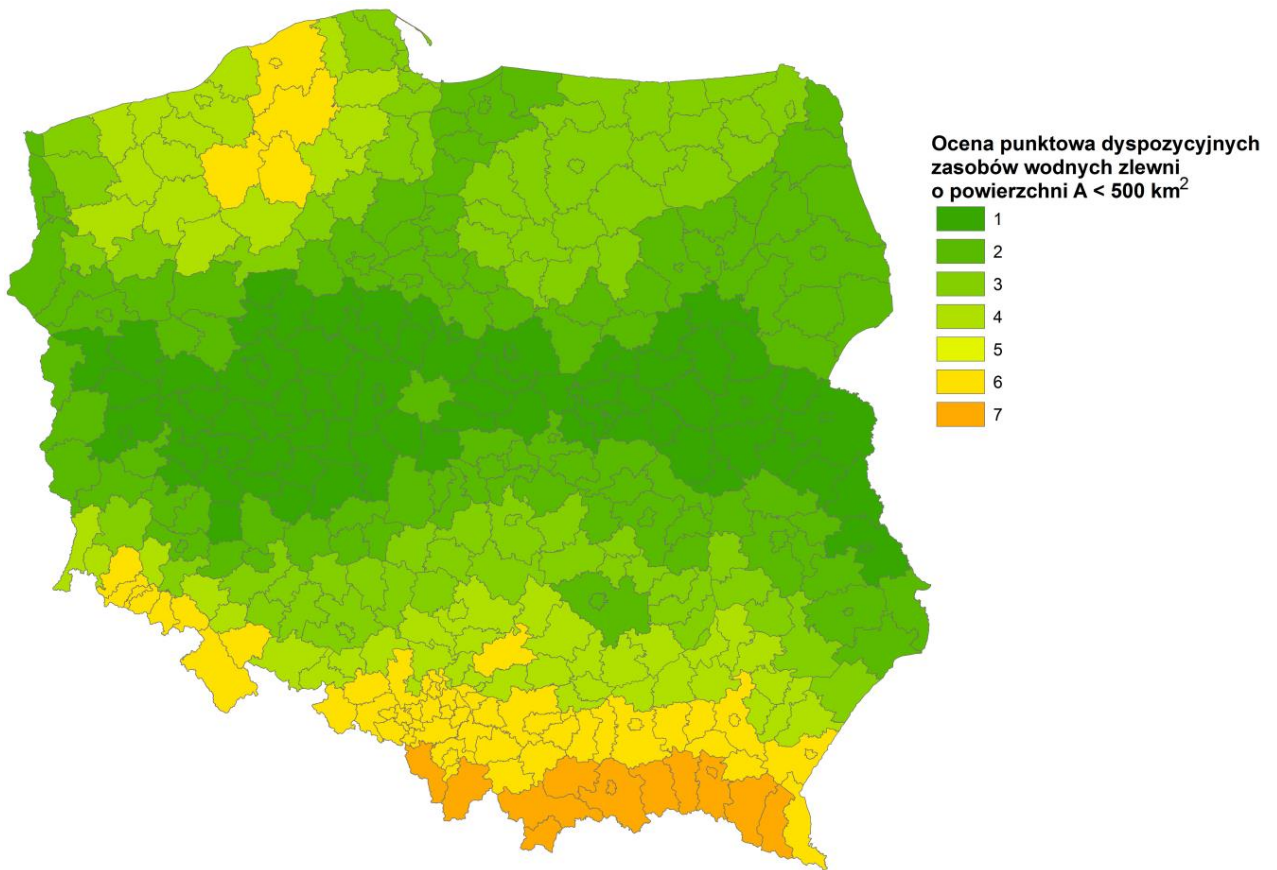 Ocena punktowa dyspozycyjnych
zasobów wodnych zlewni
o powierzchni A < 500 km²
1
2
3
4
5
6
7